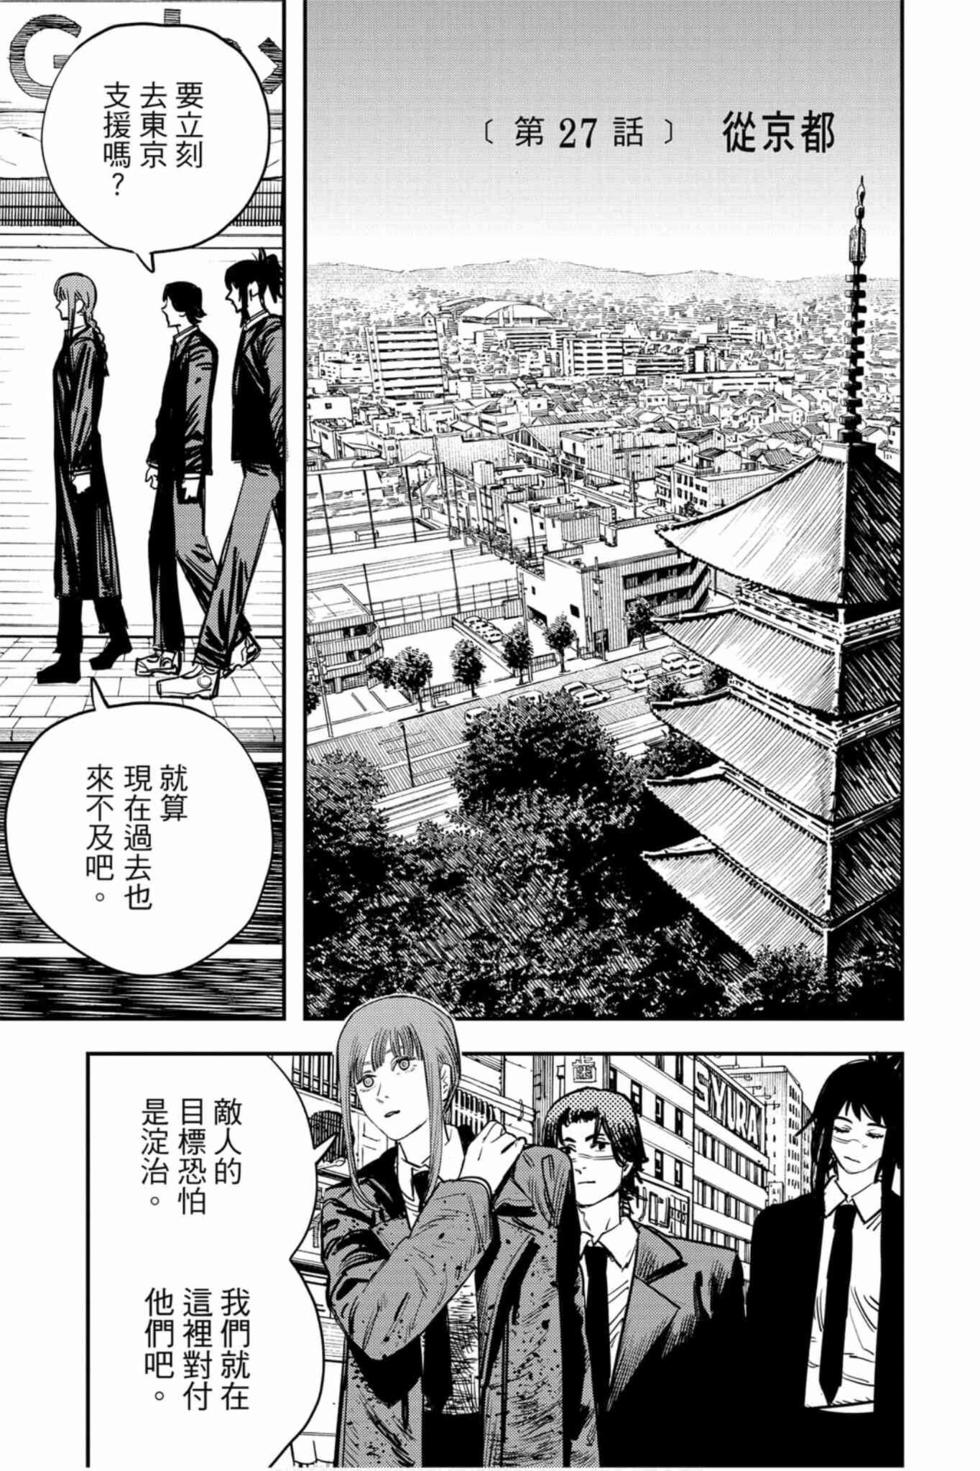 〔第27話〕 從京都
要立刻
去東京
支援嗎？
就算
現在過去也
來不及吧。
敵人的
目標恐怕
是淀治。
我們就在
這裡對付
他們吧。
歯
SYURA